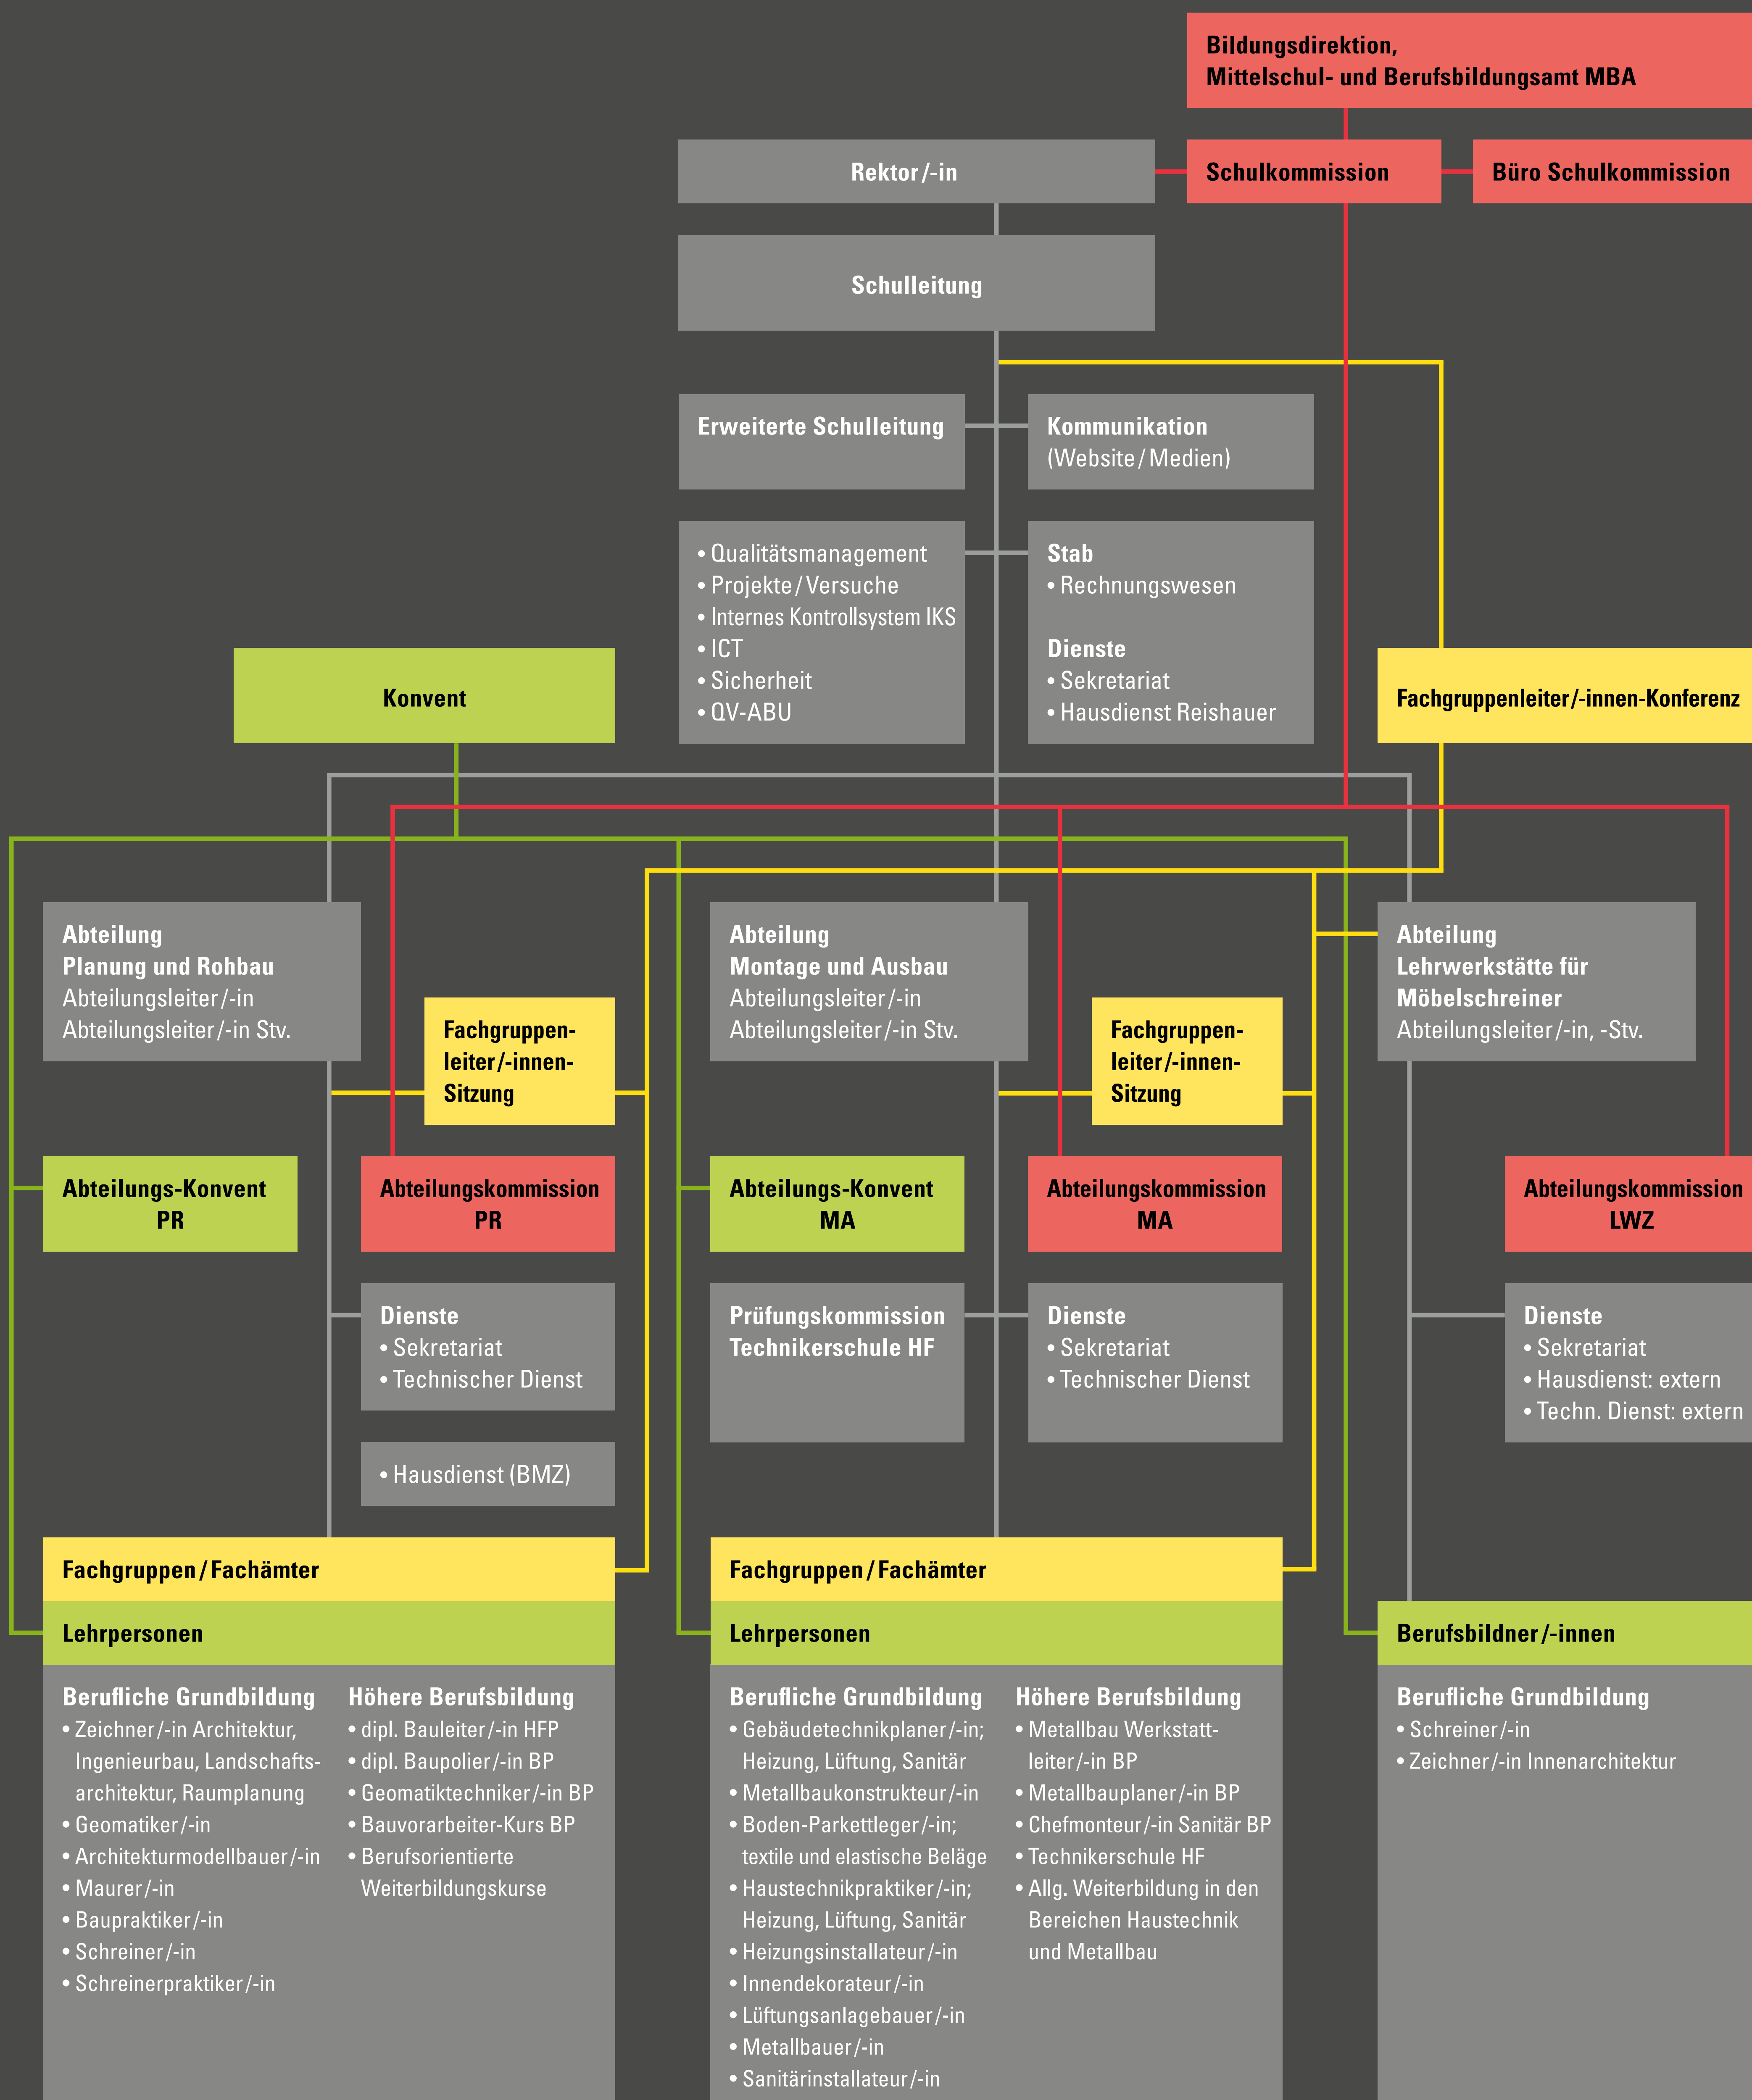 Bildungsdirektion,
Mittelschul- und Berufsbildungsamt MBA
Rektor/-in
Schulkommission
Büro Schulkommission
Schulleitung
Erweiterte Schulleitung
Kommunikation
(Website/Medien)
• Qualitätsmanagement
• Projekte/Versuche
• Internes Kontrollsystem IKS
• ICT
• Sicherheit
• QV-ABU
Stab
• Rechnungswesen
Dienste
• Sekretariat
• Hausdienst Reishauer
Konvent
Fachgruppenleiter/-innen-Konferenz
Abteilung
Planung und Rohbau
Abteilungsleiter/-in
Abteilungsleiter/-in Stv.
Fachgruppen-
leiter/-innen-
Sitzung
Abteilung
Montage und Ausbau
Abteilungsleiter/-in
Abteilungsleiter/-in Stv.
Fachgruppen-
leiter/-innen-
Sitzung
Abteilung
Lehrwerkstätte für
Möbelschreiner
Abteilungsleiter/-in, -Stv.
Abteilungs-Konvent
PR
Abteilungskommission
PR
Abteilungs-Konvent
MA
Abteilungskommission
MA
Abteilungskommission
LWZ
Dienste
• Sekretariat
• Technischer Dienst
• Hausdienst (BMZ)
Prüfungskommission
Technikerschule HF
Dienste
• Sekretariat
• Technischer Dienst
Dienste
• Sekretariat
• Hausdienst: extern
• Techn. Dienst: extern
Fachgruppen/Fachämter
Lehrpersonen
Berufliche Grundbildung
• Zeichner/-in Architektur,
Ingenieurbau, Landschafts-
architektur, Raumplanung
• Geomatiker/-in
• Architekturmodellbauer/-in
• Maurer/-in
• Baupraktiker/-in
• Schreiner/-in
• Schreinerpraktiker/-in
Höhere Berufsbildung
• dipl. Bauleiter/-in HFP
• dipl. Baupolier/-in BP
• Geomatiktechniker/-in BP
• Bauvorarbeiter-Kurs BP
• Berufsorientierte
Weiterbildungskurse
Fachgruppen/Fachämter
Lehrpersonen
Berufliche Grundbildung
• Gebäudetechnikplaner/-in;
Heizung, Lüftung, Sanitär
• Metallbaukonstrukteur/-in
• Boden-Parkettleger/-in;
textile und elastische Beläge
• Haustechnikpraktiker/-in;
Heizung, Lüftung, Sanitär
• Heizungsinstallateur/-in
• Innendekorateur/-in
• Lüftungsanlagebauer/-in
• Metallbauer/-in
• Sanitärinstallateur/-in
Höhere Berufsbildung
• Metallbau Werkstatt-
leiter/-in BP
• Metallbauplaner/-in BP
• Chefmonteur/-in Sanitär BP
• Technikerschule HF
• Allg. Weiterbildung in den
Bereichen Haustechnik
und Metallbau
Berufsbildner/-innen
Berufliche Grundbildung
• Schreiner/-in
• Zeichner/-in Innenarchitektur